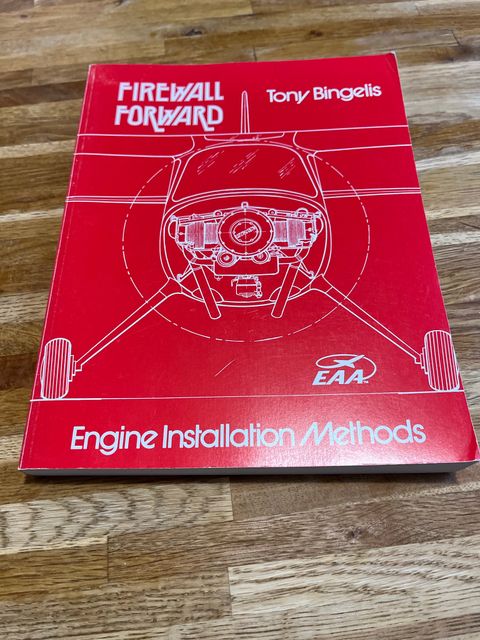 FIREWALL
FORWARD
Tony Bingelis
EAA
Engine Installation Methods